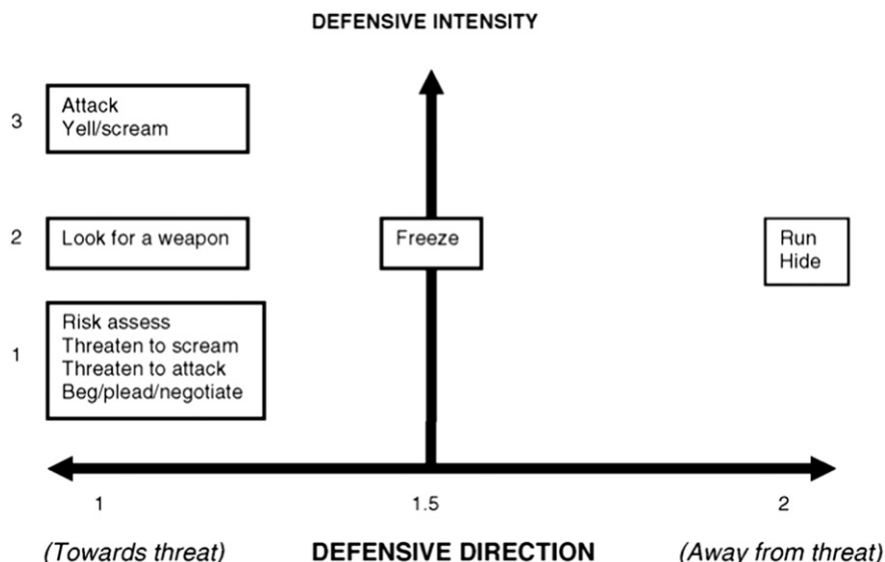 DEFENSIVE INTENSITY
3
Attack
Yell/scream
2
Look for a weapon
Freeze
Run
Hide
1
Risk assess
Threaten to scream
Threaten to attack
Beg/plead/negotiate
1
1.5
2
(Towards threat)
DEFENSIVE DIRECTION
(Away from threat)